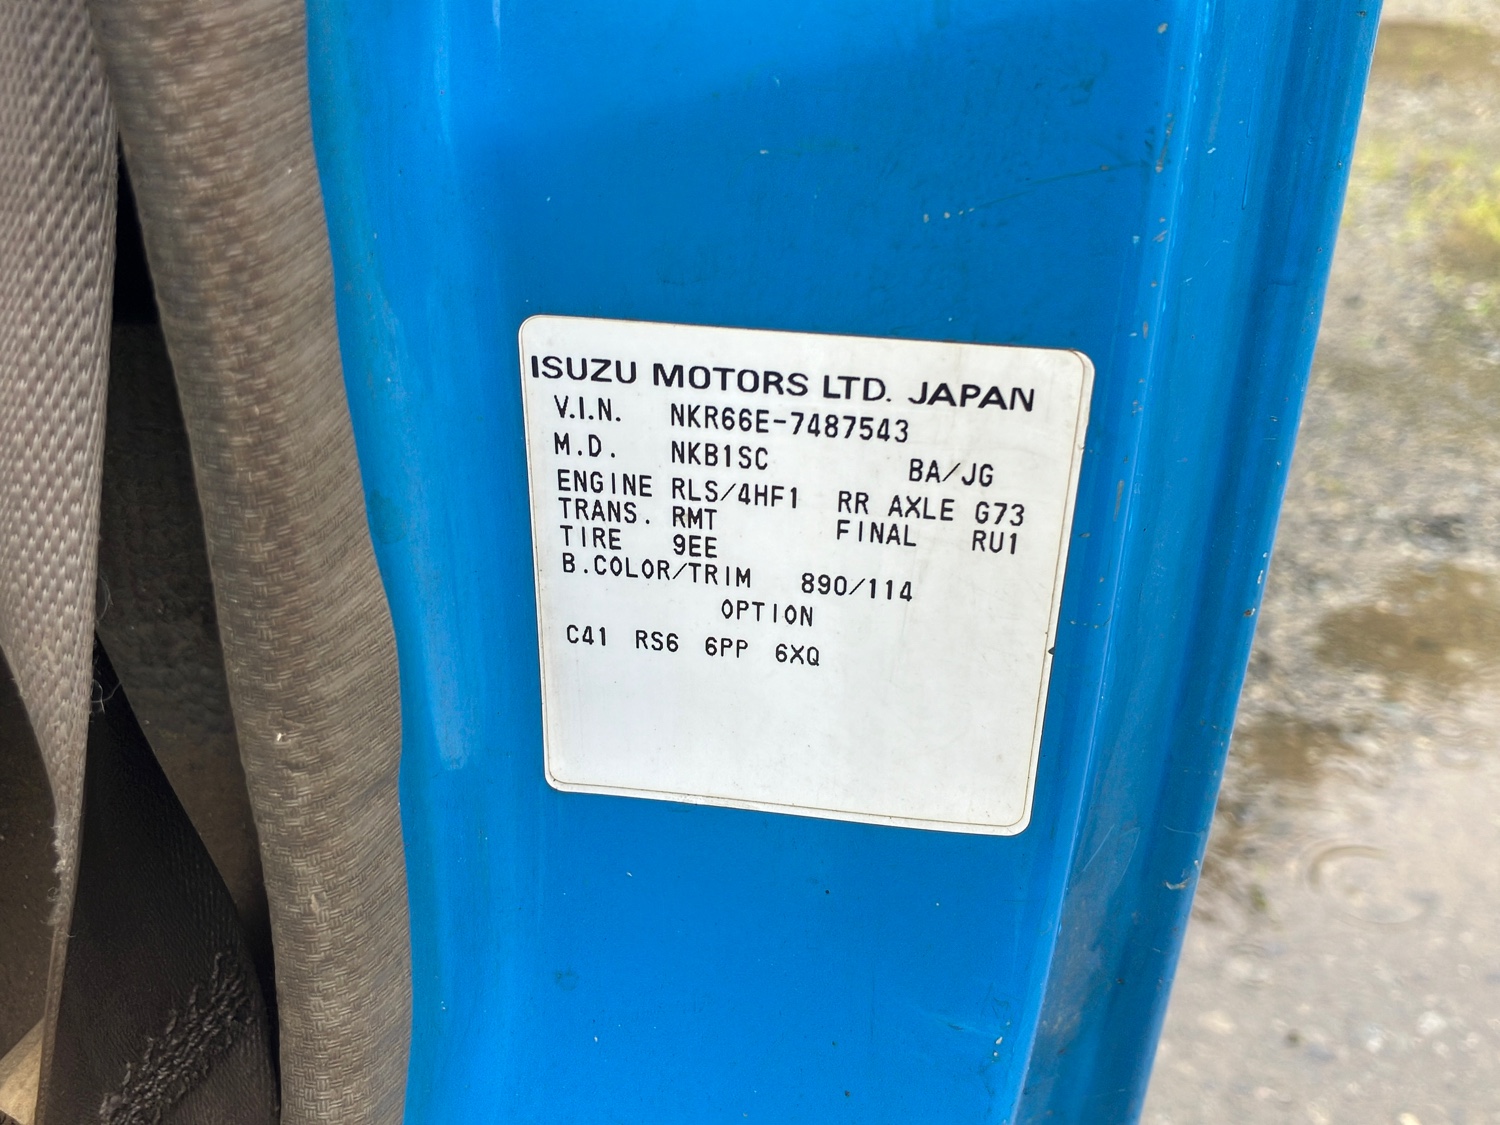 ISUZU MOTORS LTD. JAPAN
V.I.N. NKR66E-7487543
M.D. NKB1SC BA/JG
ENGINE RLS/4HF1 RR AXLE G73
TRANS. RMT FINAL RU1
TIRE 9EE
B.COLOR/TRIM 890/114
OPTION
C41 RS6 6PP 6XQ